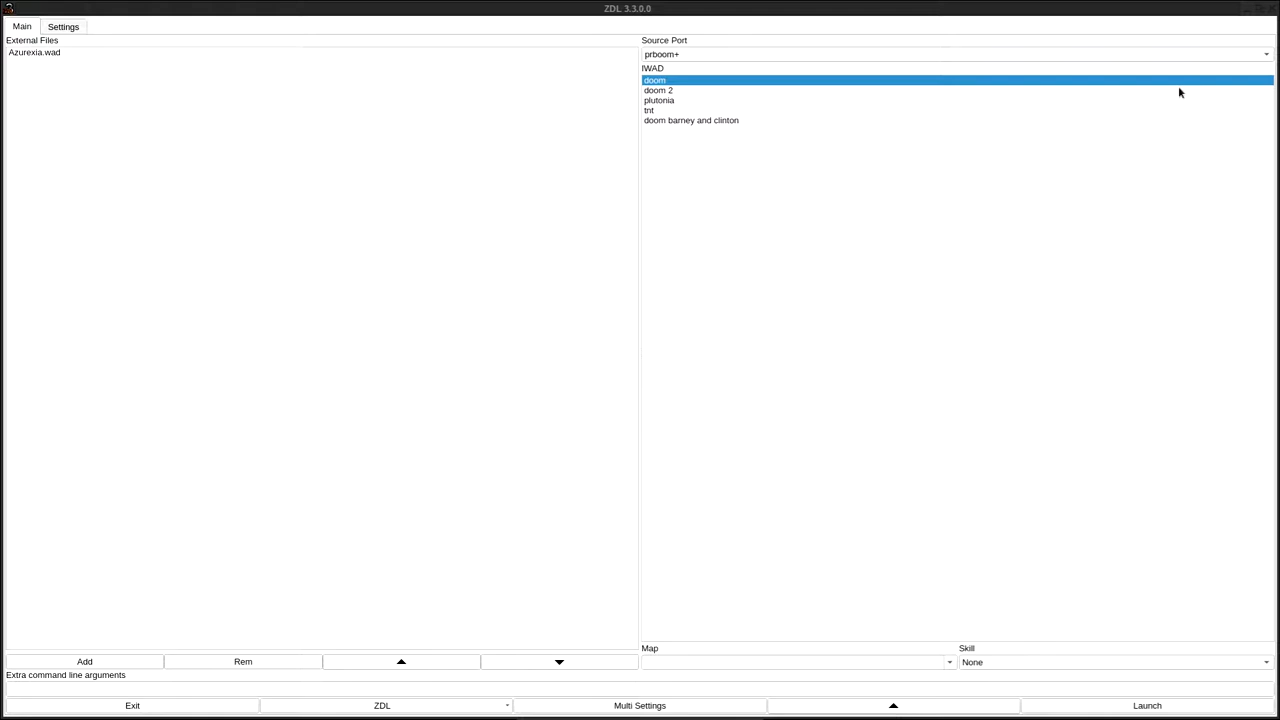 ZDL 3.3.0.0
Main Settings
External Files
Azurexia.wad
Source Port
prboom+
IWAD
doom
doom 2
plutonia
tnt
doom barney and clinton
Add Rem
Map Skill
None
Extra command line arguments
Exit ZDL Multi Settings Launch